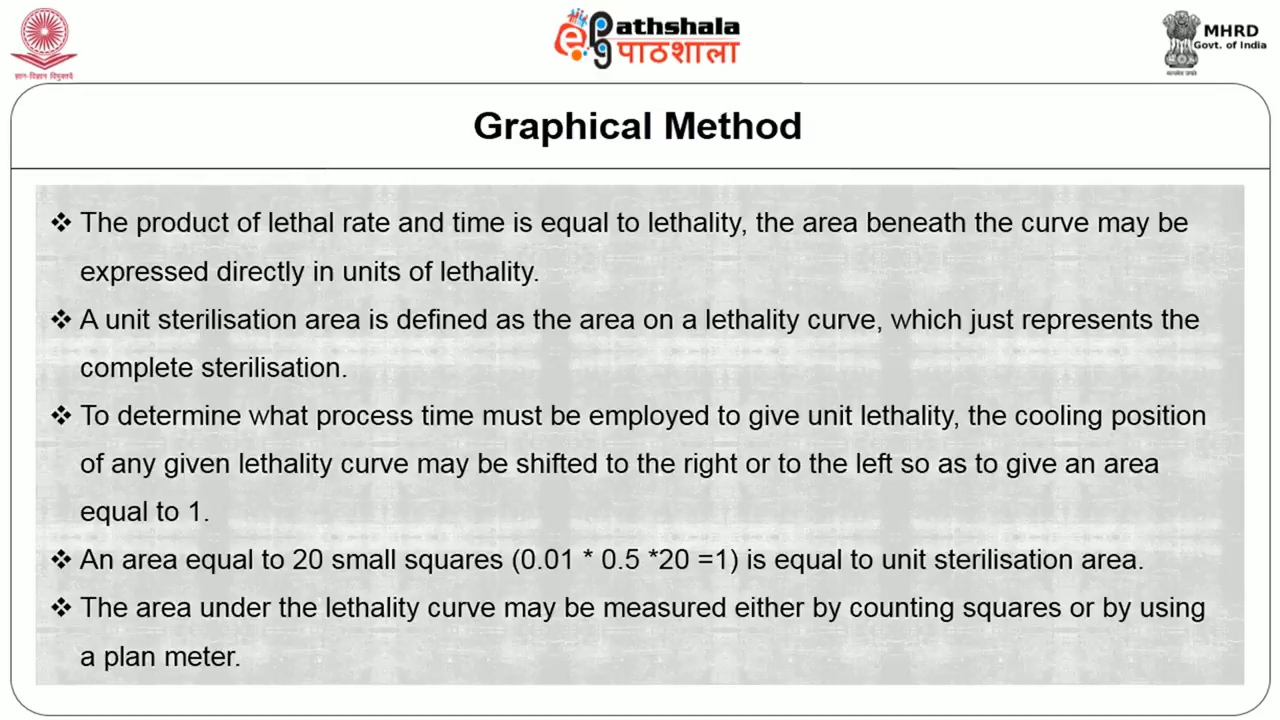 ज्ञान-विज्ञान विमुक्तये
ePgathshala
पाठशाला
सत्यमेव जयते
MHRD
Govt. of India
Graphical Method
❖ The product of lethal rate and time is equal to lethality, the area beneath the curve may be
expressed directly in units of lethality.
❖ A unit sterilisation area is defined as the area on a lethality curve, which just represents the
complete sterilisation.
❖ To determine what process time must be employed to give unit lethality, the cooling position
of any given lethality curve may be shifted to the right or to the left so as to give an area
equal to 1.
❖ An area equal to 20 small squares (0.01 * 0.5 *20 =1) is equal to unit sterilisation area.
❖ The area under the lethality curve may be measured either by counting squares or by using
a plan meter.